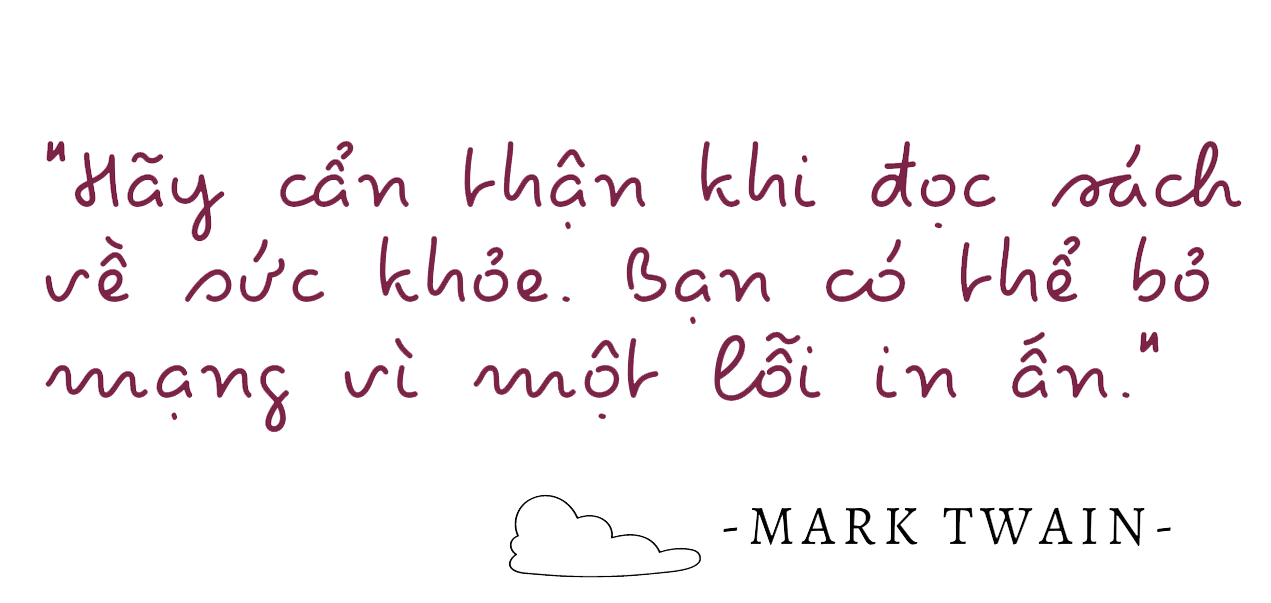 "Hãy cẩn thận khi đọc sách
về sức khỏe. Bạn có thể bỏ
mạng vì một lỗi in ấn."
-MARK TWAIN-